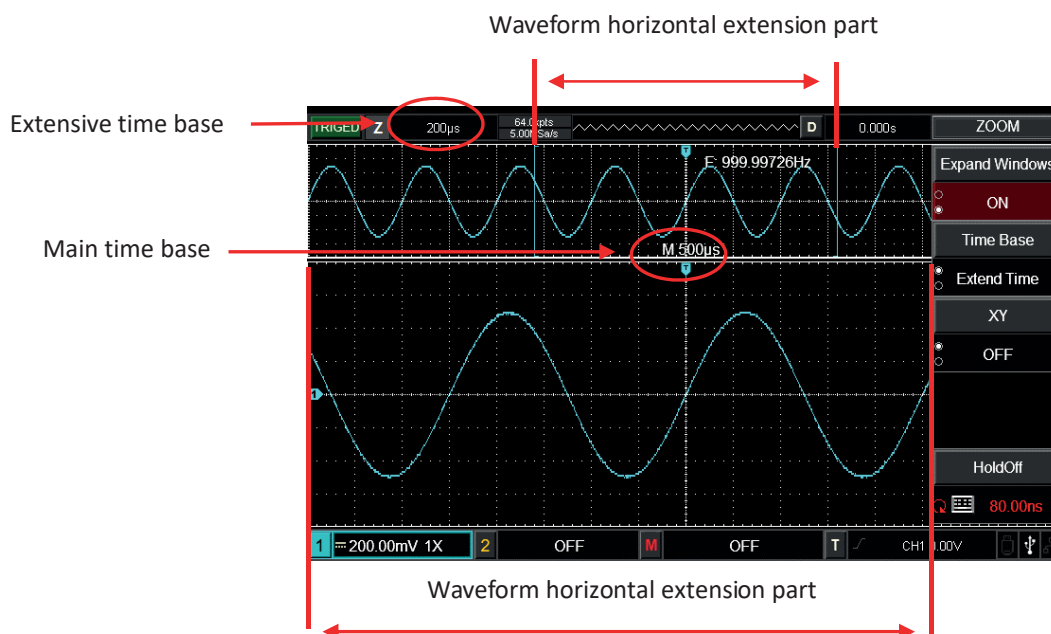 Waveform horizontal extension part
Extensive time base
TRIGED Z 200µs 64.0kpts D 0.000s ZOOM
5.00MSa/s
F: 999.99726Hz
Expand Windows
ON
Main time base
M 500µs
Time Base
Extend Time
XY
OFF
HoldOff
80.00ns
1 200.00mV 1X 2 OFF M OFF T CH1 0.00V
Waveform horizontal extension part